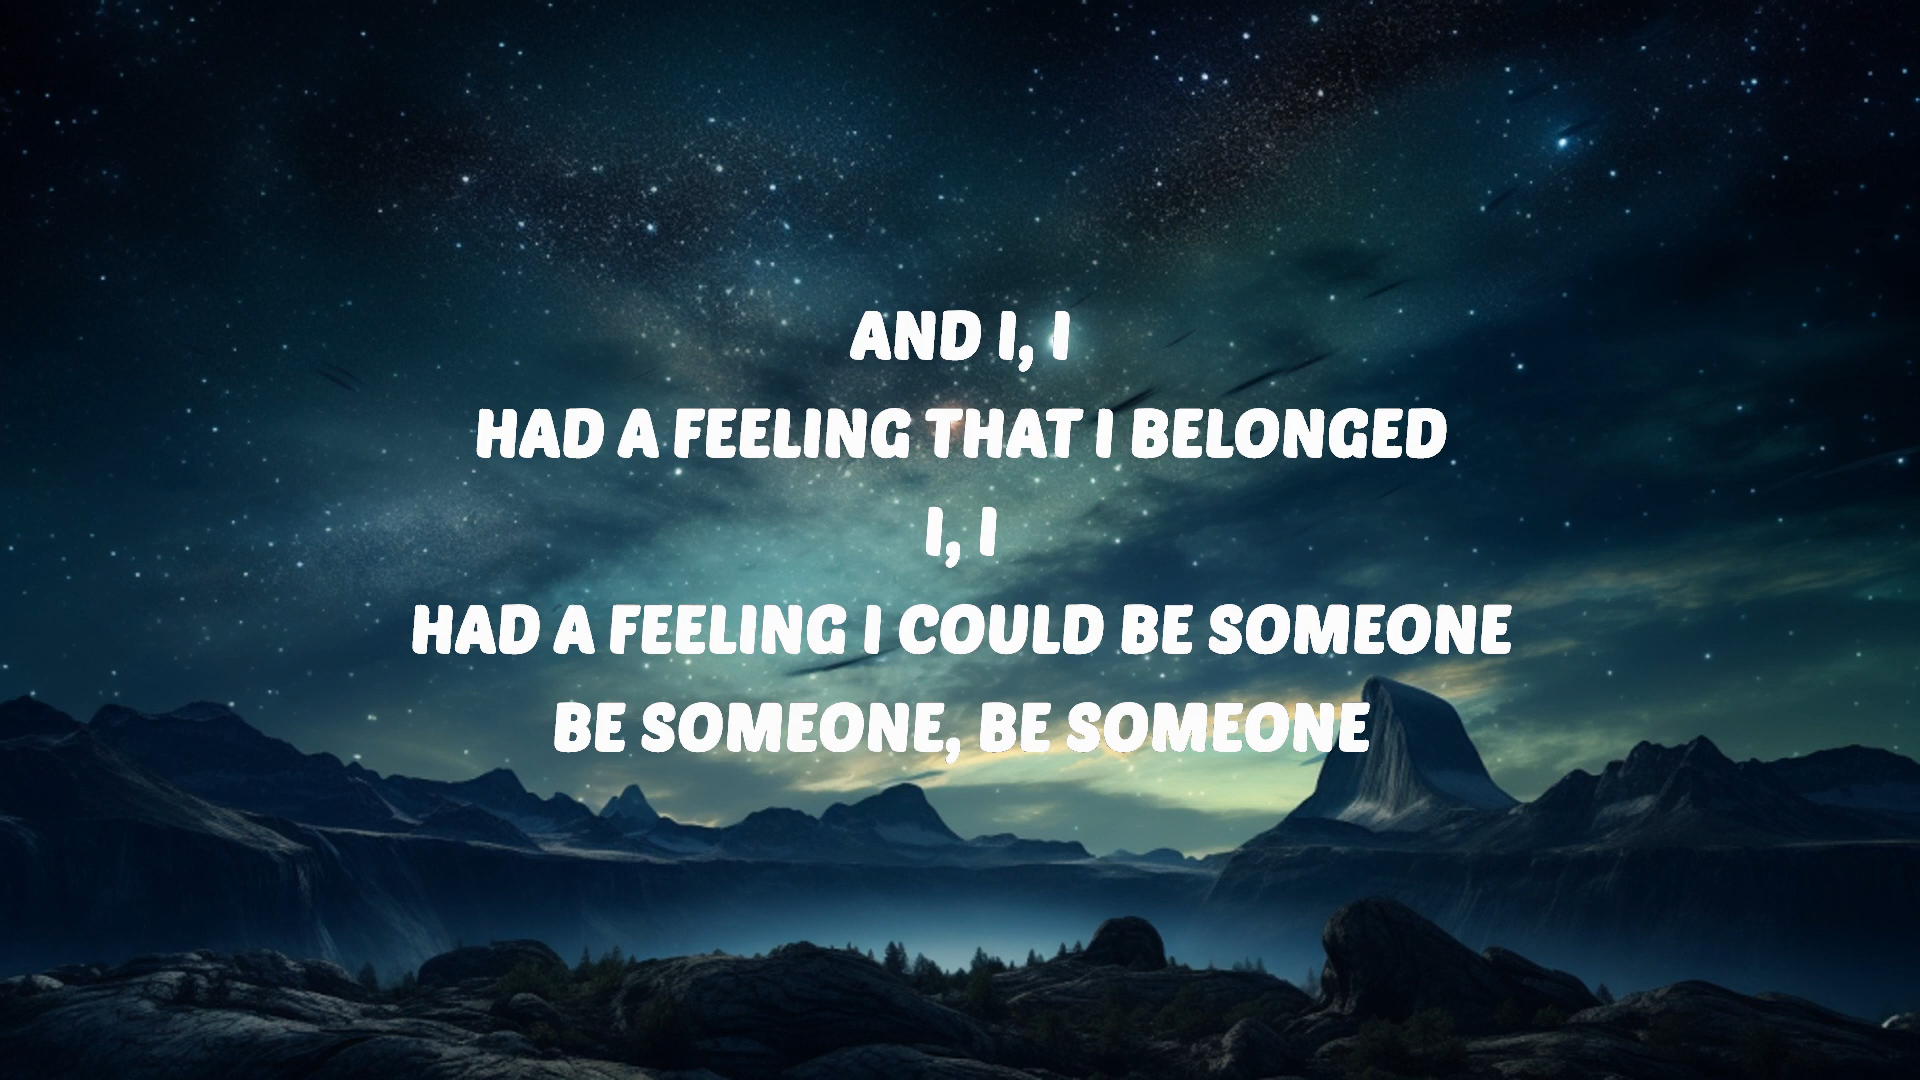 AND I, I
HAD A FEELING THAT I BELONGED
I, I
HAD A FEELING I COULD BE SOMEONE
BE SOMEONE, BE SOMEONE